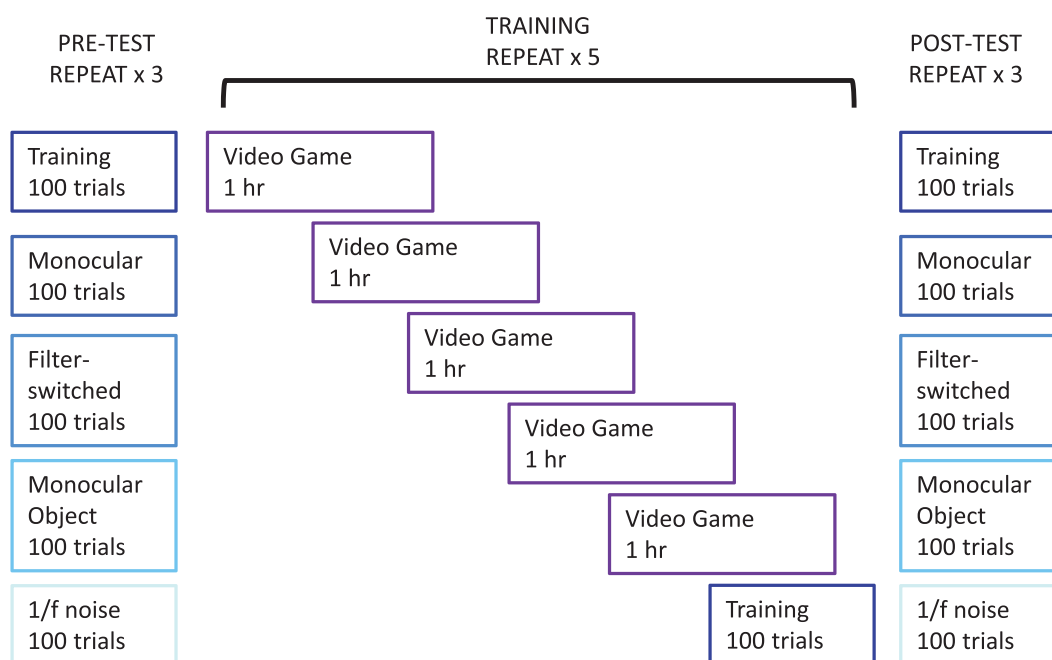 PRE-TEST
REPEAT x 3
TRAINING
REPEAT x 5
POST-TEST
REPEAT x 3
Training
100 trials
Monocular
100 trials
Filter-
switched
100 trials
Monocular
Object
100 trials
1/f noise
100 trials
Video Game
1 hr
Video Game
1 hr
Video Game
1 hr
Video Game
1 hr
Video Game
1 hr
Training
100 trials
Training
100 trials
Monocular
100 trials
Filter-
switched
100 trials
Monocular
Object
100 trials
1/f noise
100 trials